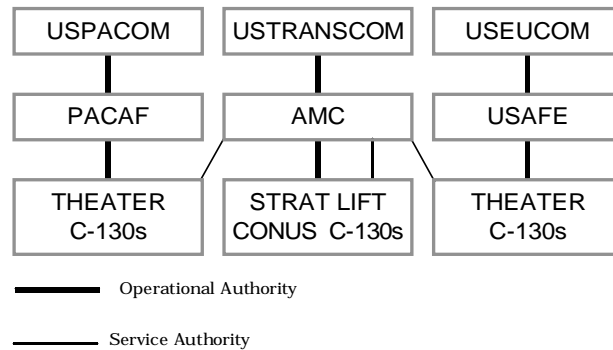 USPACOM
USTRANSCOM
USEUCOM
PACAF
AMC
USAFE
THEATER
C-130s
STRAT LIFT
CONUS C-130s
THEATER
C-130s
Operational Authority
Service Authority